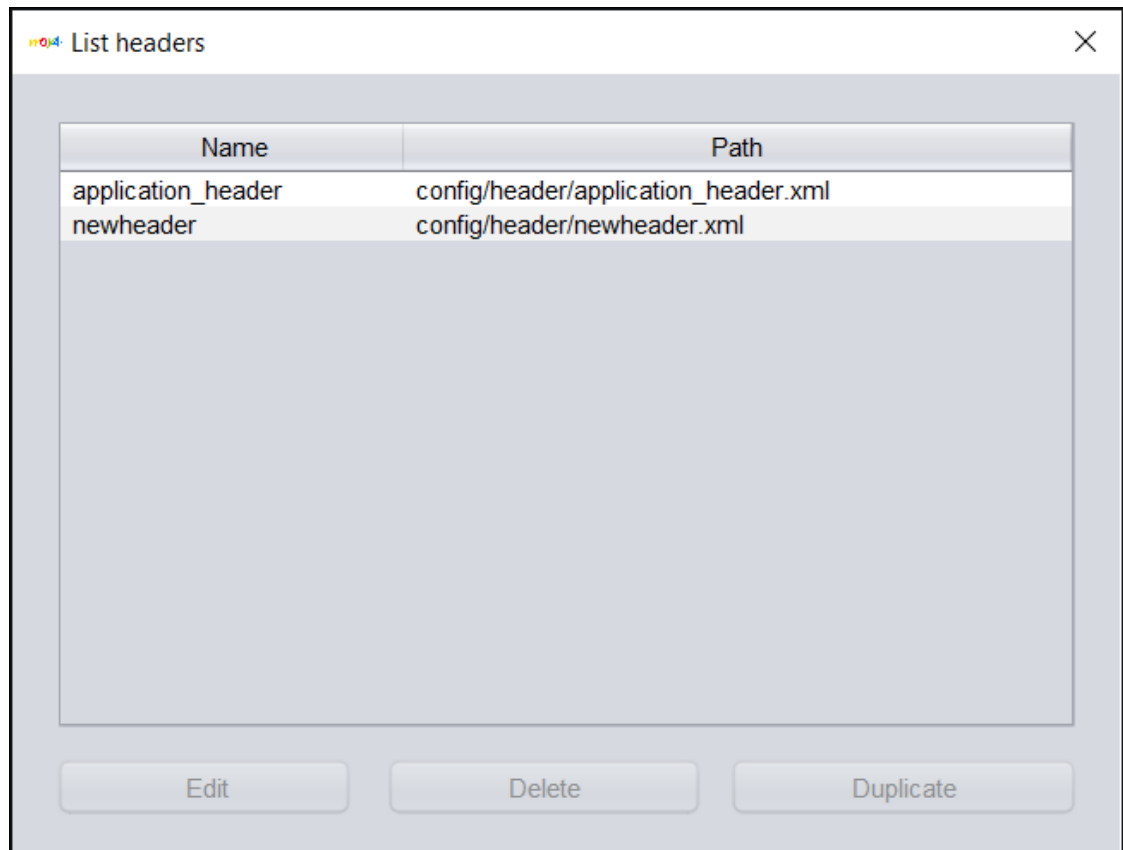 List headers
Name Path
application_header config/header/application_header.xml
newheader config/header/newheader.xml
Edit Delete Duplicate